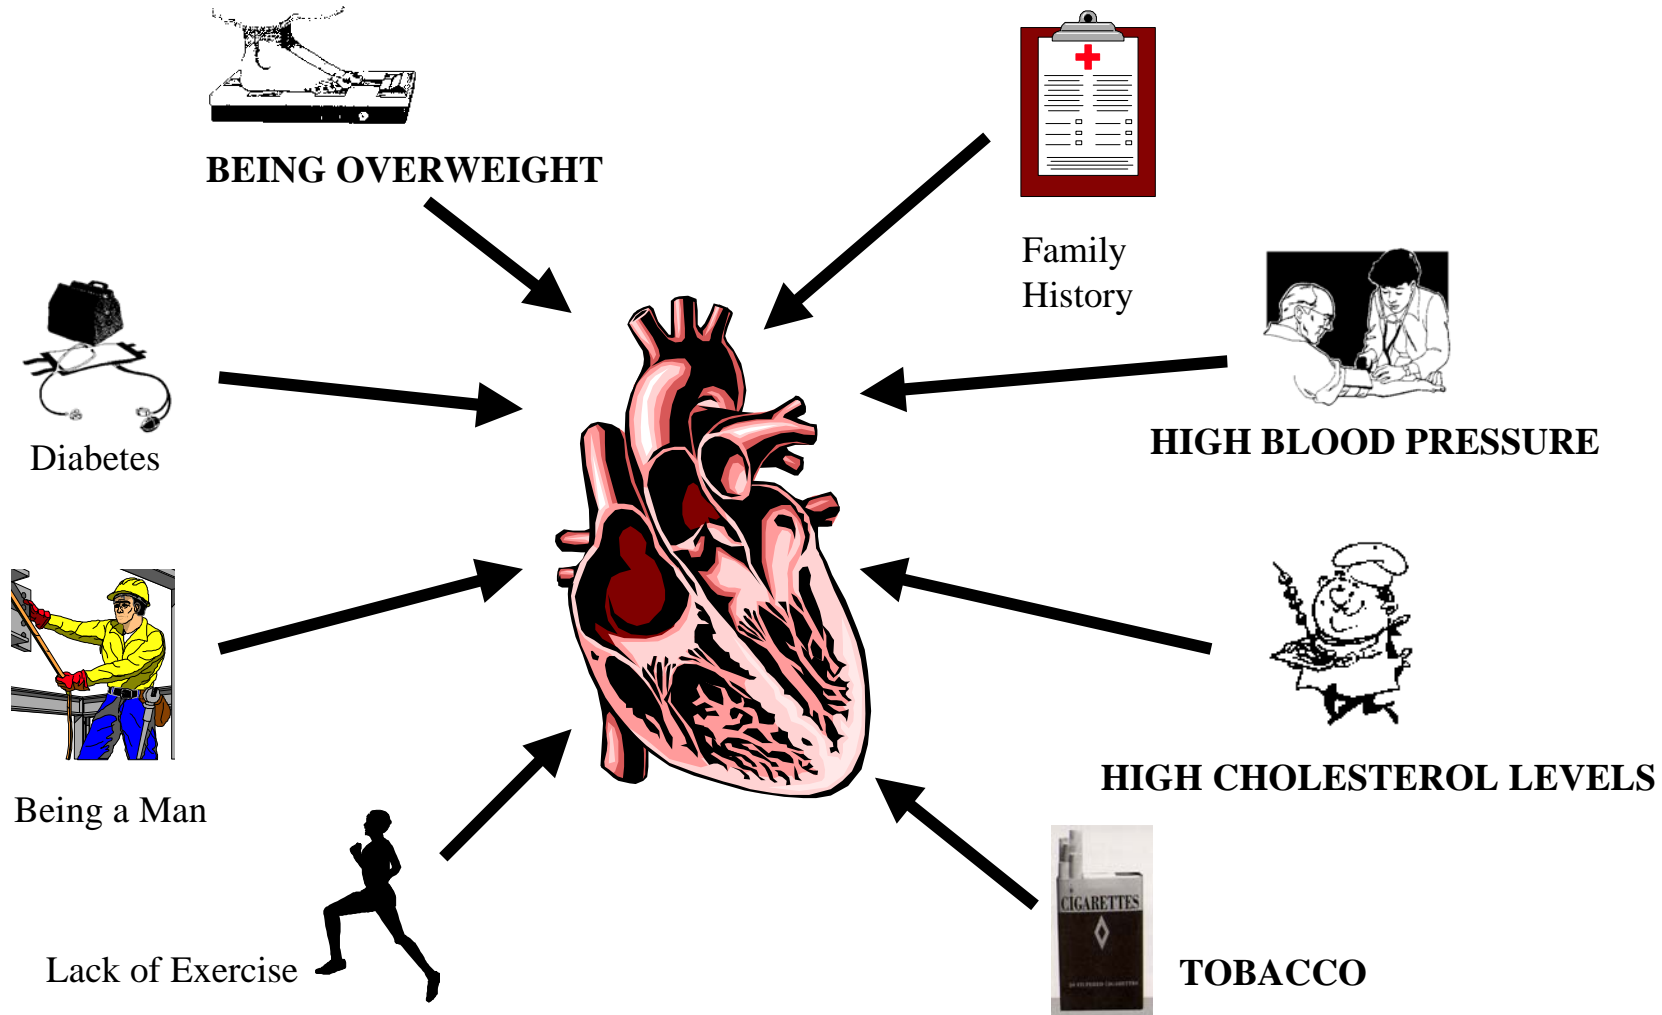 BEING OVERWEIGHT
Family
History
Diabetes
HIGH BLOOD PRESSURE
Being a Man
HIGH CHOLESTEROL LEVELS
Lack of Exercise
CIGARETTES
TOBACCO